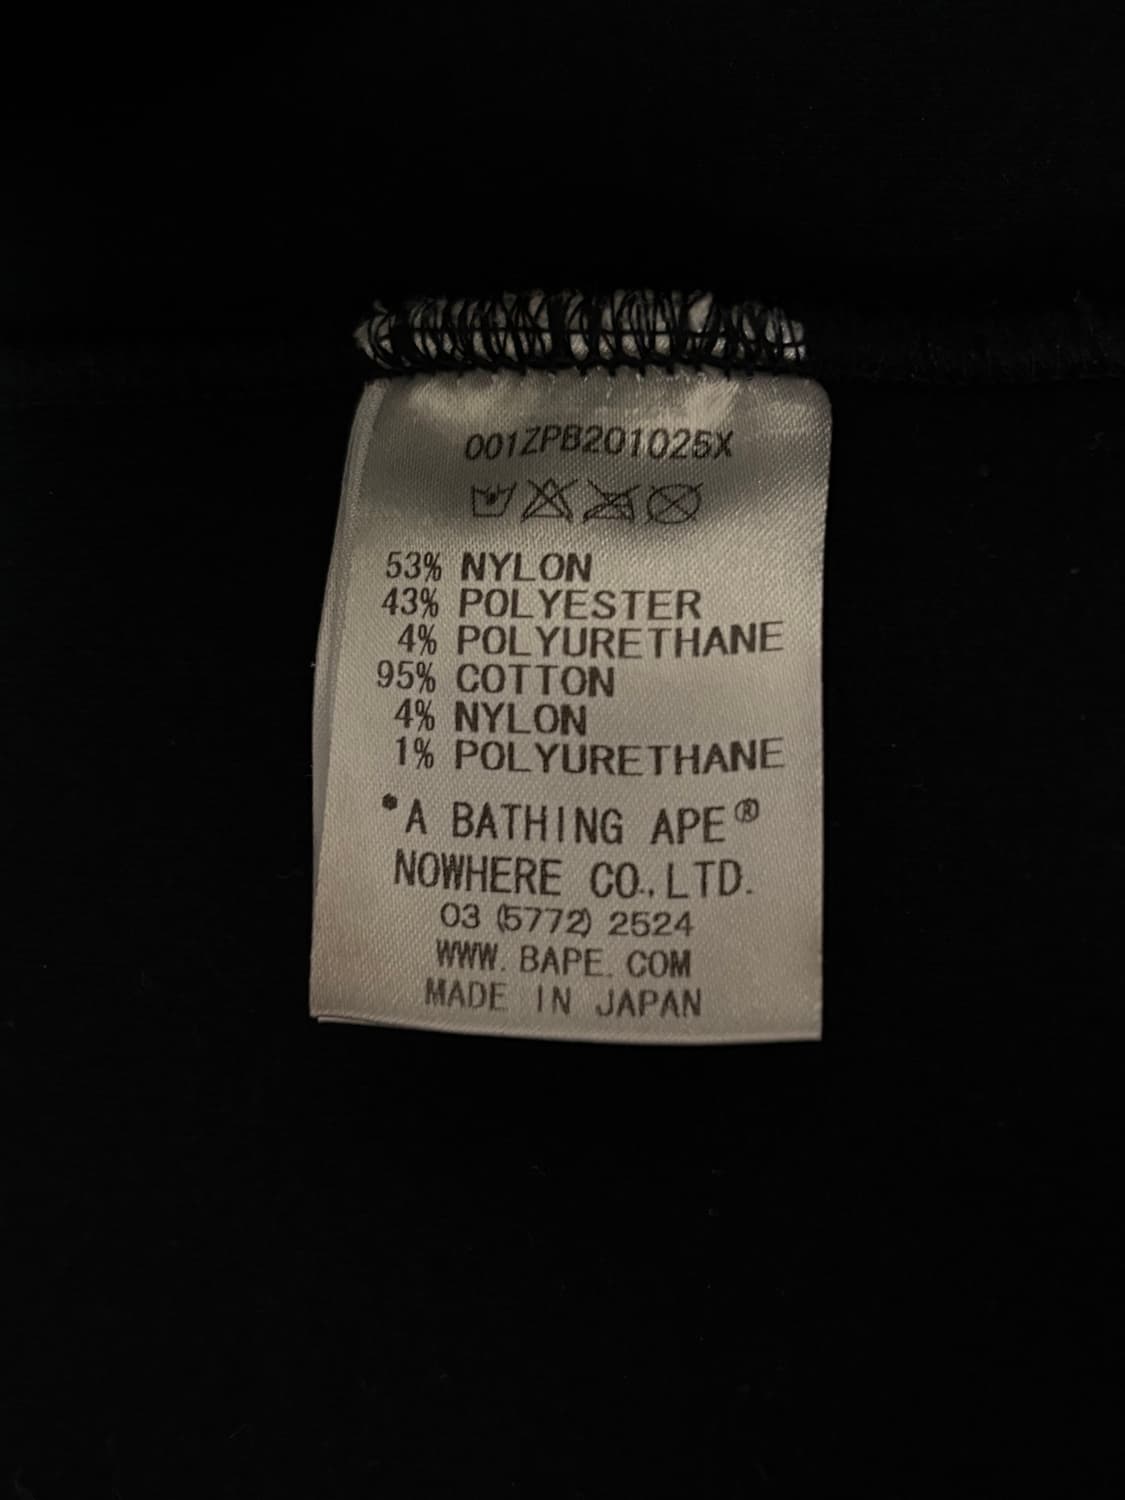 001ZPB201025X
53% NYLON
43% POLYESTER
4% POLYURETHANE
95% COTTON
4% NYLON
1% POLYURETHANE
*A BATHING APE®
NOWHERE CO., LTD.
03 (5772) 2524
WWW. BAPE. COM
MADE IN JAPAN